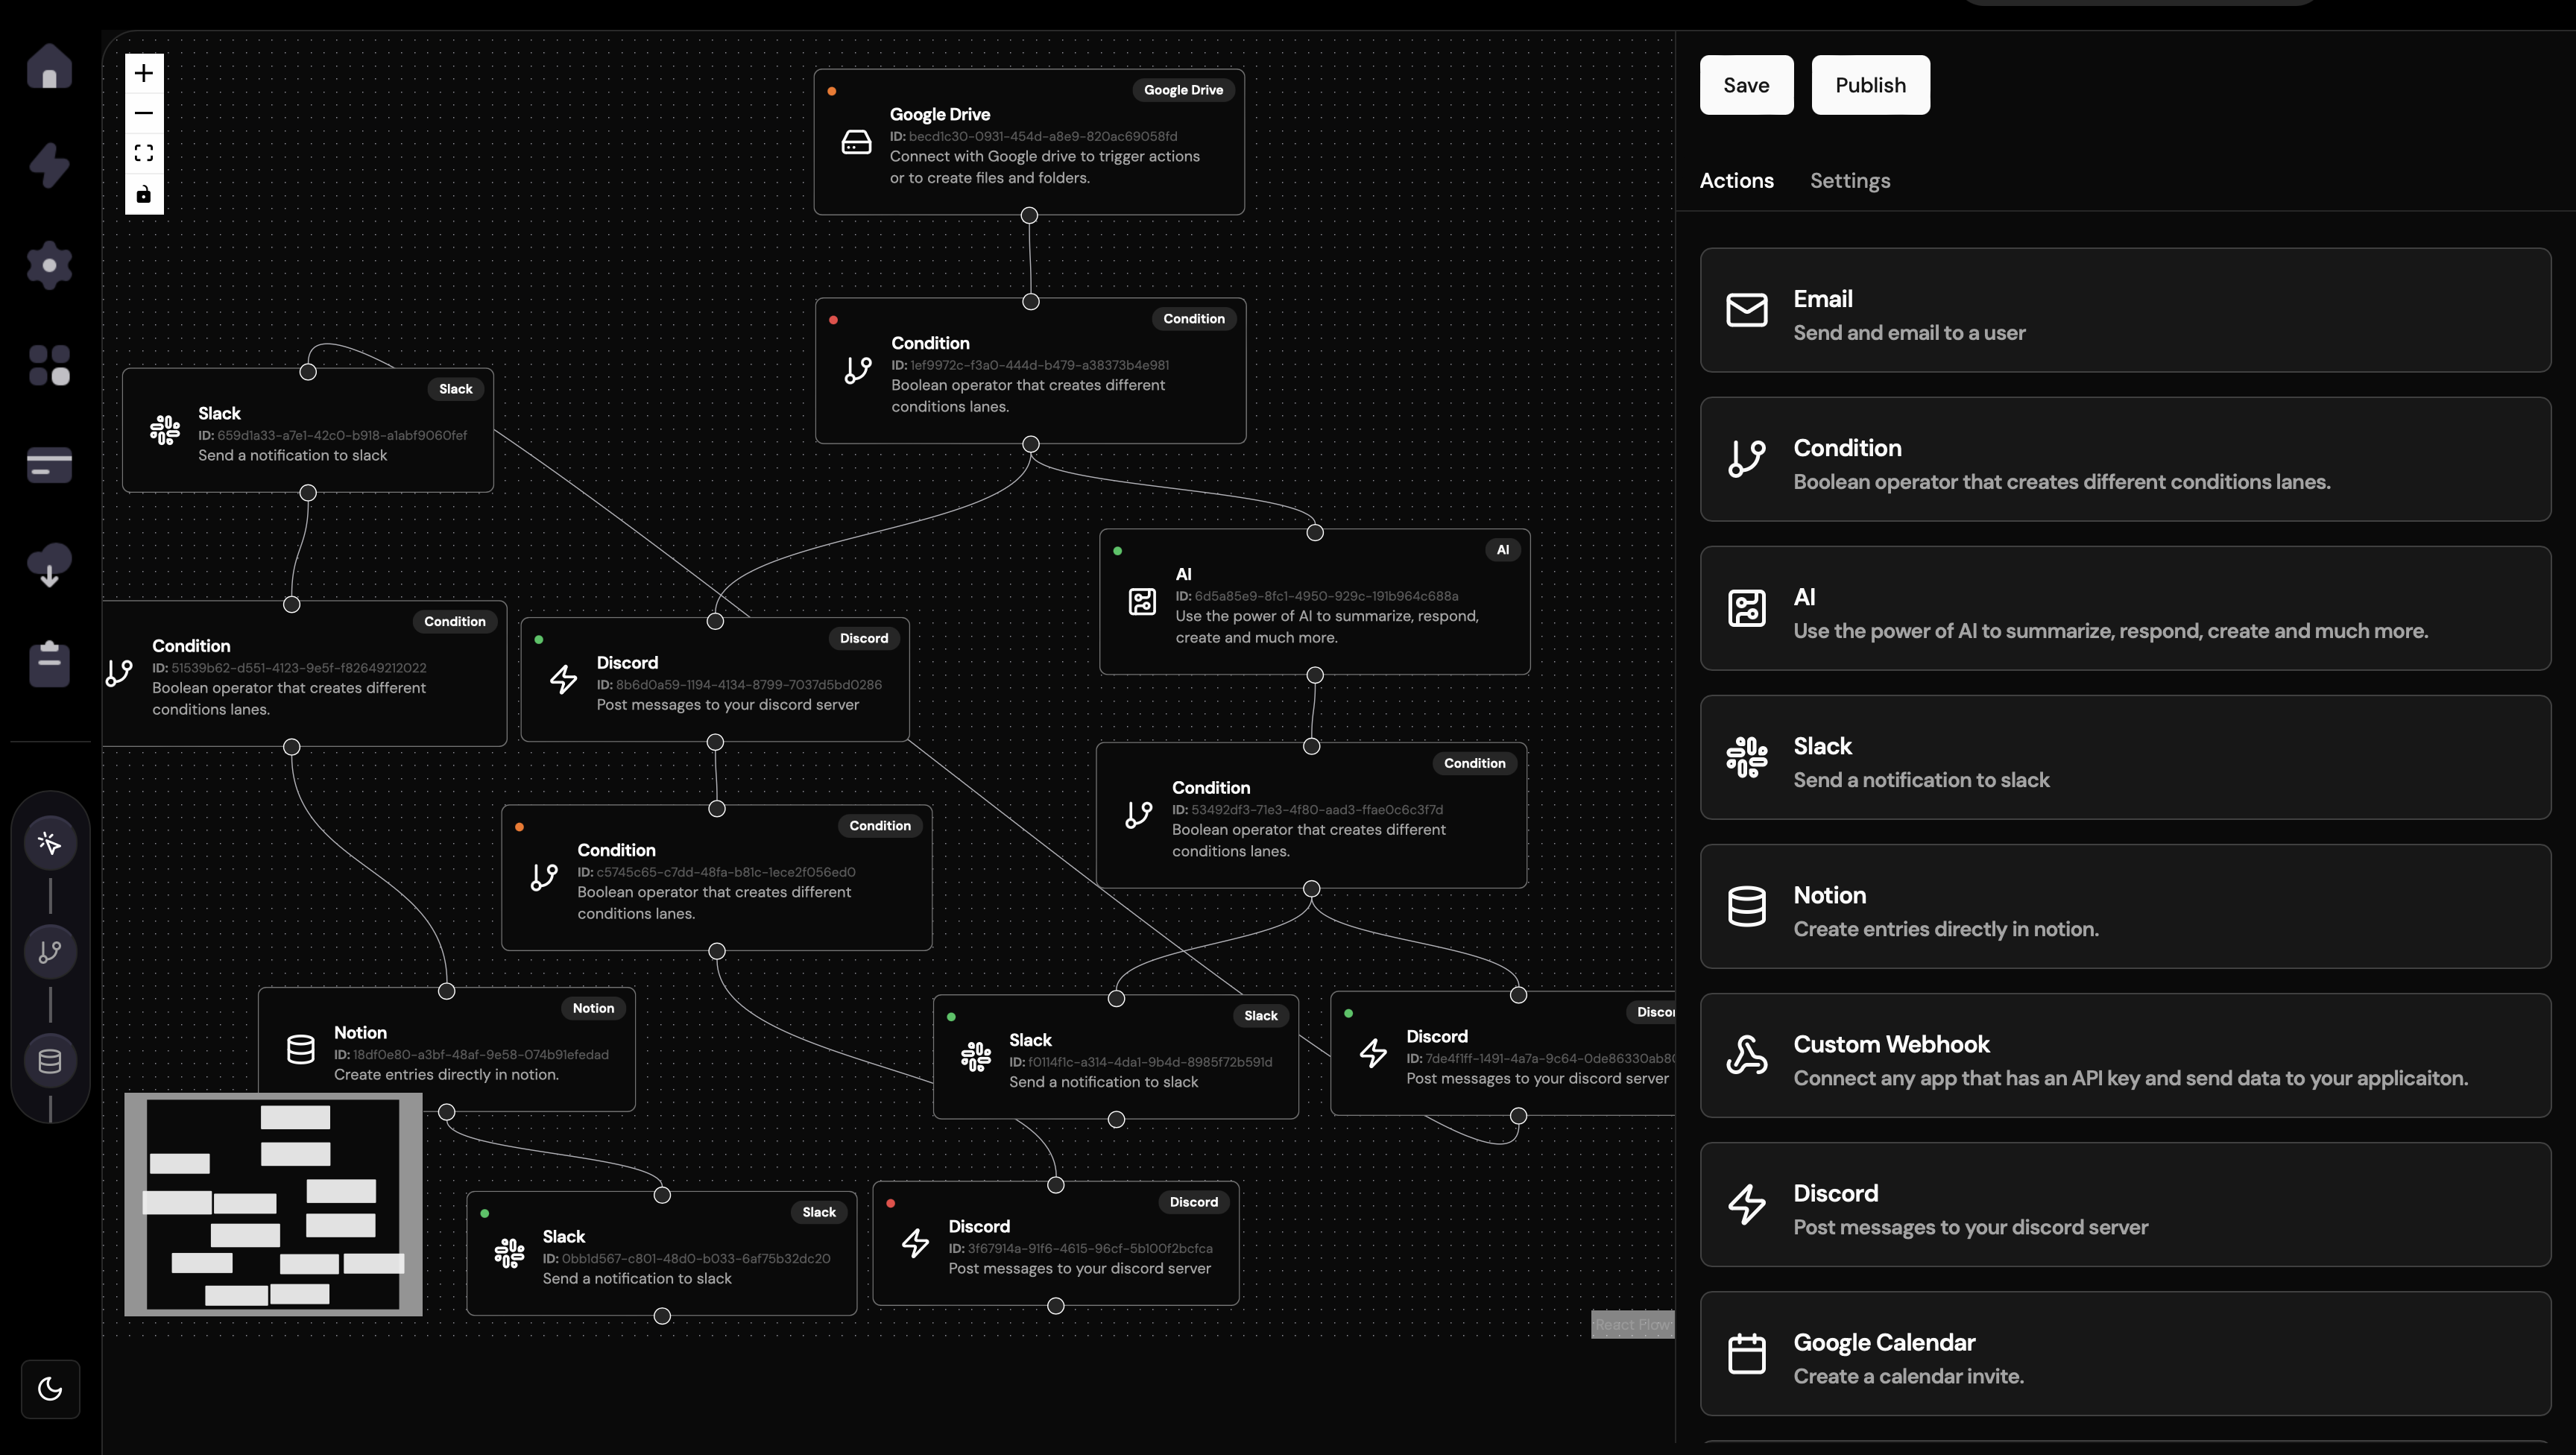 Google Drive
Google Drive
ID: becd1c30-0931-454d-a8e9-820ac69058fd
Connect with Google drive to trigger actions
or to create files and folders.
Condition
Condition
ID: 1ef9972c-f3a0-444d-b479-a38373b4e981
Boolean operator that creates different
conditions lanes.
Slack
Slack
ID: 659d1a33-a7e1-42c0-b918-a1abf9060fef
Send a notification to slack
AI
AI
ID: 6d5a85e9-8fc1-4950-929c-191b964c688a
Use the power of AI to summarize, respond,
create and much more.
Condition
Condition
ID: 51539b62-d551-4123-9e5f-f82649212022
Boolean operator that creates different
conditions lanes.
Discord
Discord
ID: 8b6d0a59-1194-4134-8799-7037d5bd0286
Post messages to your discord server
Condition
Condition
ID: 53492df3-71e3-4f80-aad3-ffae0c6c3f7d
Boolean operator that creates different
conditions lanes.
Condition
Condition
ID: c5745c65-c7dd-48fa-b81c-1ece2f056ed0
Boolean operator that creates different
conditions lanes.
Notion
Notion
ID: 18df0e80-a3bf-48af-9e58-074b91efedad
Create entries directly in notion.
Slack
Slack
ID: f0114f1c-a314-4da1-9b4d-8985f72b591d
Send a notification to slack
Discor
Discord
ID: 7de4f1ff-1491-4a7a-9c64-0de86330ab80
Post messages to your discord server
Slack
Slack
ID: 0bb1d567-c801-48d0-b033-6af75b32dc20
Send a notification to slack
Discord
Discord
ID: 3f67914a-91f6-4615-96cf-5b100f2bcfca
Post messages to your discord server
React Flow
Save
Publish
Actions
Settings
Email
Send and email to a user
Condition
Boolean operator that creates different conditions lanes.
AI
Use the power of AI to summarize, respond, create and much more.
Slack
Send a notification to slack
Notion
Create entries directly in notion.
Custom Webhook
Connect any app that has an API key and send data to your applicaiton.
Discord
Post messages to your discord server
Google Calendar
Create a calendar invite.